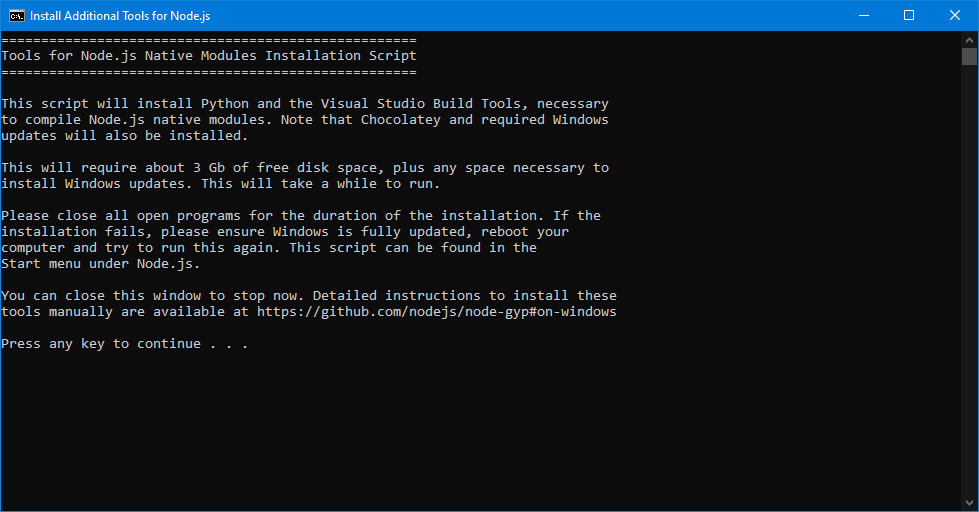 Install Additional Tools for Node.js
====================================================
Tools for Node.js Native Modules Installation Script
====================================================
This script will install Python and the Visual Studio Build Tools, necessary
to compile Node.js native modules. Note that Chocolatey and required Windows
updates will also be installed.
This will require about 3 Gb of free disk space, plus any space necessary to
install Windows updates. This will take a while to run.
Please close all open programs for the duration of the installation. If the
installation fails, please ensure Windows is fully updated, reboot your
computer and try to run this again. This script can be found in the
Start menu under Node.js.
You can close this window to stop now. Detailed instructions to install these
tools manually are available at https://github.com/nodejs/node-gyp#on-windows
Press any key to continue . . .